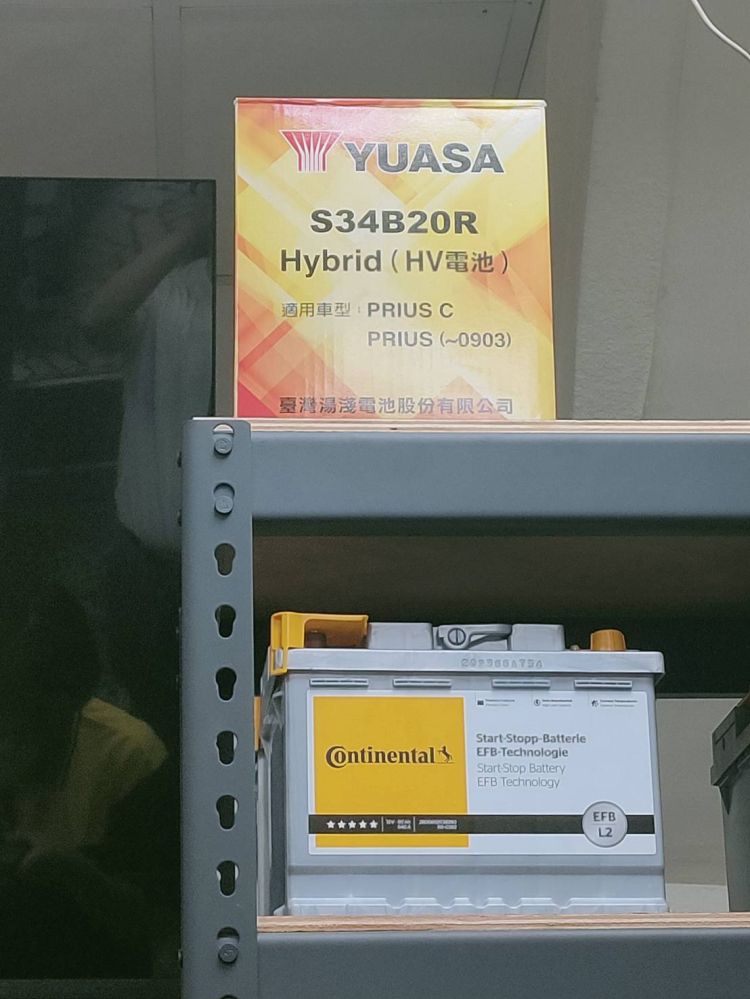 YUASA
S34B20R
Hybrid(HV電池)
適用車型:PRIUS C
PRIUS (~0903)
臺灣湯淺電池股份有限公司
Continental
Start-Stopp-Batterie
EFB-Technologie
Start-Stop Battery
EFB Technology
EFB
L2